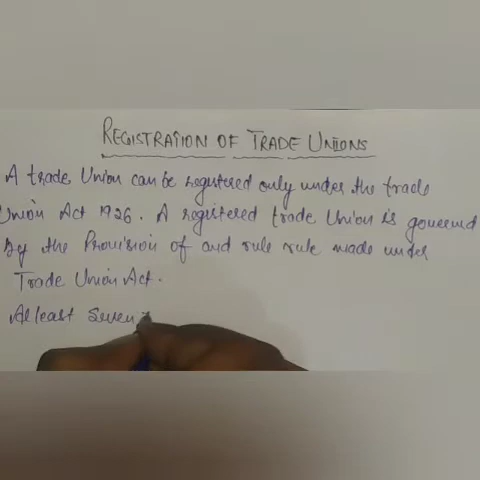 REGISTRATION OF TRADE UNIONS
A trade Union can be registered only under the trade
Union Act 1926. A registered trade Union is governed
By the Provision of and rule rule made under
Trade Union Act.
Atleast Seven